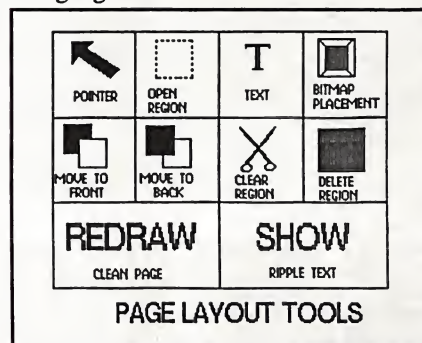 POINTER
OPEN
REGION
T
TEXT
BITMAP
PLACEMENT
MOVE TO
FRONT
MOVE TO
BACK
CLEAR
REGION
DELETE
REGION
REDRAW
CLEAN PAGE
SHOW
RIPPLE TEXT
PAGE LAYOUT TOOLS